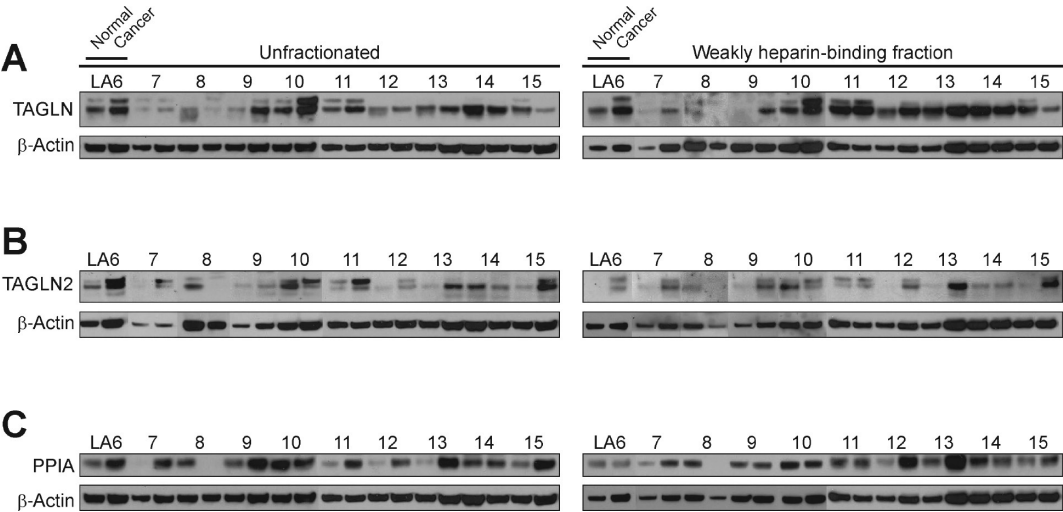 Normal
Cancer
Normal
Cancer
A
Unfractionated
Weakly heparin-binding fraction
LA6 7 8 9 10 11 12 13 14 15
LA6 7 8 9 10 11 12 13 14 15
TAGLN
β-Actin
B
LA6 7 8 9 10 11 12 13 14 15
LA6 7 8 9 10 11 12 13 14 15
TAGLN2
β-Actin
C
LA6 7 8 9 10 11 12 13 14 15
LA6 7 8 9 10 11 12 13 14 15
PPIA
β-Actin